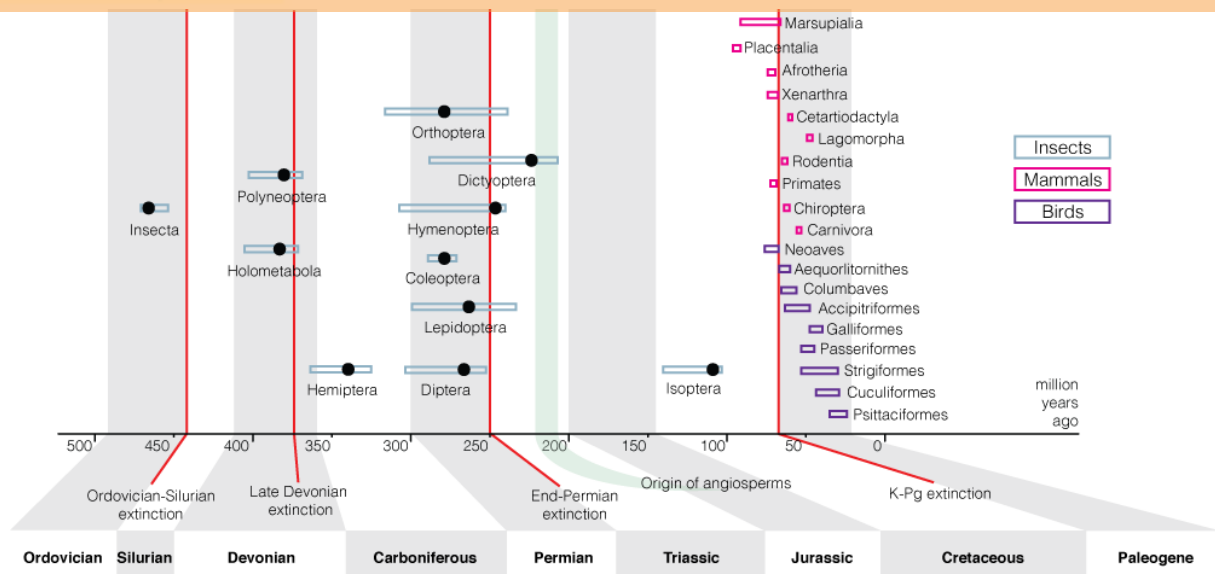 Marsupialia
Placentalia
Afrotheria
Xenarthra
Orthoptera
Cetartiodactyla
Lagomorpha
Insects
Dictyoptera
Rodentia
Polyneoptera
Primates
Mammals
Insecta
Hymenoptera
Chiroptera
Birds
Carnivora
Holometabola
Coleoptera
Neoaves
Aequorlitornithes
Columbaves
Lepidoptera
Accipitriformes
Galliformes
Passeriformes
Hemiptera
Diptera
Isoptera
Strigiformes
Cuculiformes
Psittaciformes
million
years
ago
500 450 400 350 300 250 200 150 100 50 0
Ordovician-Silurian
extinction
Late Devonian
extinction
End-Permian
extinction
Origin of angiosperms
K-Pg extinction
Ordovician Silurian Devonian Carboniferous Permian Triassic Jurassic Cretaceous Paleogene